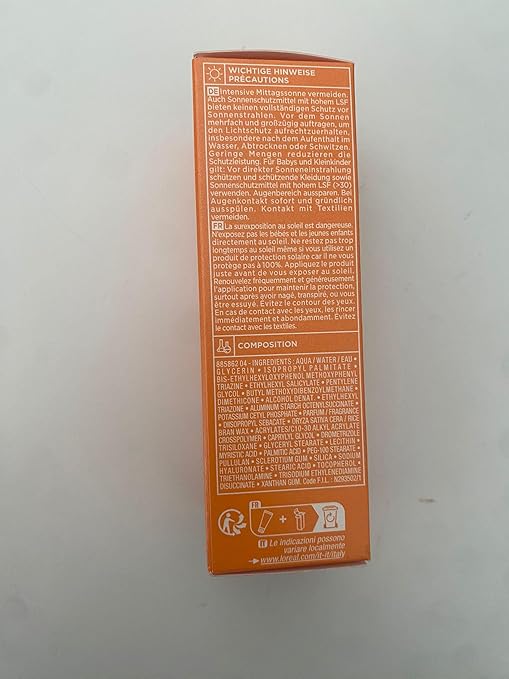 WICHTIGE HINWEISE
PRÉCAUTIONS
DE Intensive Mittagssonne vermeiden.
Auch Sonnenschutzmittel mit hohem LSF
bieten keinen vollständigen Schutz vor
Sonnenstrahlen. Vor dem Sonnen
mehrfach und großzügig auftragen, um
den Lichtschutz aufrechtzuerhalten,
insbesondere nach dem Aufenthalt im
Wasser, Abtrocknen oder Schwitzen.
Geringe Mengen reduzieren die
Schutzleistung. Für Babys und Kleinkinder
gilt: Vor direkter Sonneneinstrahlung
schützen und schützende Kleidung sowie
Sonnenschutzmittel mit hohem LSF (>30)
verwenden. Augenbereich aussparen. Bei
Augenkontakt sofort und gründlich
ausspülen. Kontakt mit Textilien
vermeiden.
FR La surexposition au soleil est dangereuse.
N'exposez pas les bébés et les jeunes enfants
directement au soleil. Ne restez pas trop
longtemps au soleil même si vous utilisez un
produit de protection solaire car il ne vous
protège pas à 100%. Appliquez le produit
juste avant de vous exposer au soleil.
Renouvelez fréquemment et généreusement
l'application pour maintenir la protection,
surtout après avoir nagé, transpiré, ou vous
être essuyé. Évitez le contour des yeux.
En cas de contact avec les yeux, les rincer
immédiatement et abondamment. Évitez
le contact avec les textiles.
COMPOSITION
885862 04 - INGREDIENTS : AQUA / WATER / EAU •
GLYCERIN • ISOPROPYL PALMITATE •
BIS-ETHYLHEXYLOXYPHENOL METHOXYPHENYL
TRIAZINE • ETHYLHEXYL SALICYLATE • PENTYLENE
GLYCOL • BUTYL METHOXYDIBENZOYLMETHANE •
DIMETHICONE • ALCOHOL DENAT. • ETHYLHEXYL
TRIAZONE • ALUMINUM STARCH OCTENYLSUCCINATE •
POTASSIUM CETYL PHOSPHATE • PARFUM / FRAGRANCE
• DIISOPROPYL SEBACATE • ORYZA SATIVA CERA / RICE
BRAN WAX • ACRYLATES/C10-30 ALKYL ACRYLATE
CROSSPOLYMER • CAPRYLYL GLYCOL • DROMETRIZOLE
TRISILOXANE • GLYCERYL STEARATE • LECITHIN •
MYRISTIC ACID • PALMITIC ACID • PEG-100 STEARATE •
PULLULAN • SCLEROTIUM GUM • SILICA • SODIUM
HYALURONATE • STEARIC ACID • TOCOPHEROL •
TRIETHANOLAMINE • TRISODIUM ETHYLENEDIAMINE
DISUCCINATE • XANTHAN GUM. Code F.I.L. : N293502/1
FR
IT Le Indicazioni possono
variare localmente
www.loreal.com/it-it/italy